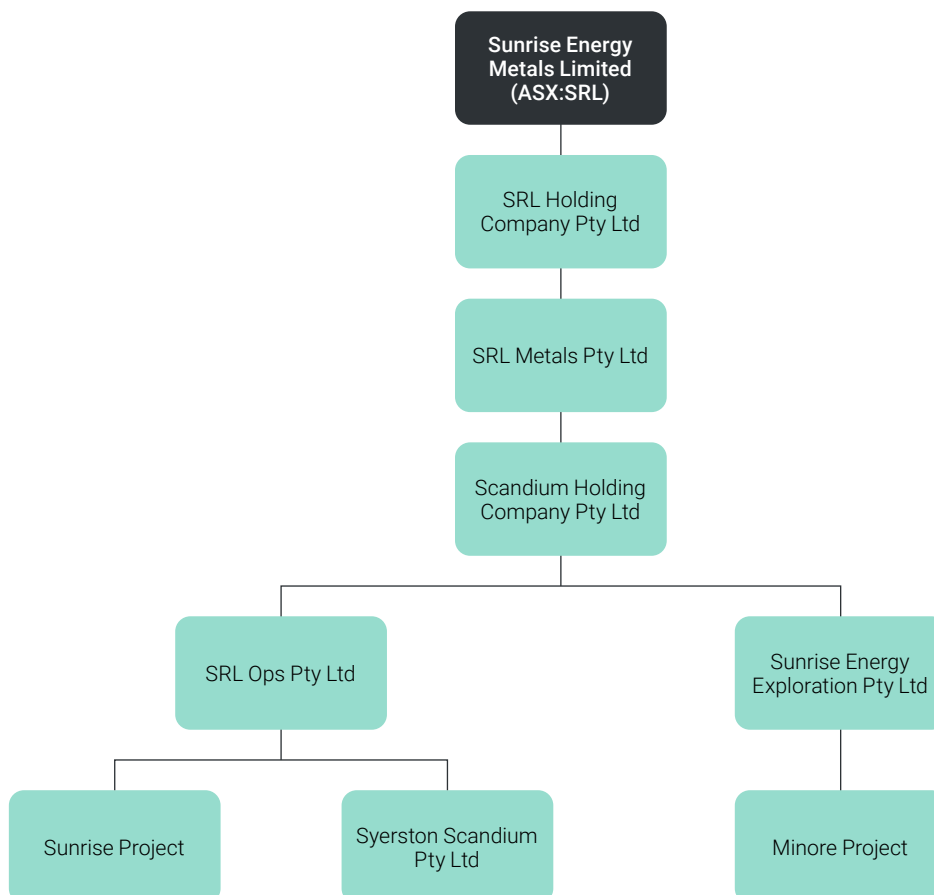 Sunrise Energy
Metals Limited
(ASX:SRL)
SRL Holding
Company Pty Ltd
SRL Metals Pty Ltd
Scandium Holding
Company Pty Ltd
SRL Ops Pty Ltd
Sunrise Energy
Exploration Pty Ltd
Sunrise Project
Syerston Scandium
Pty Ltd
Minore Project